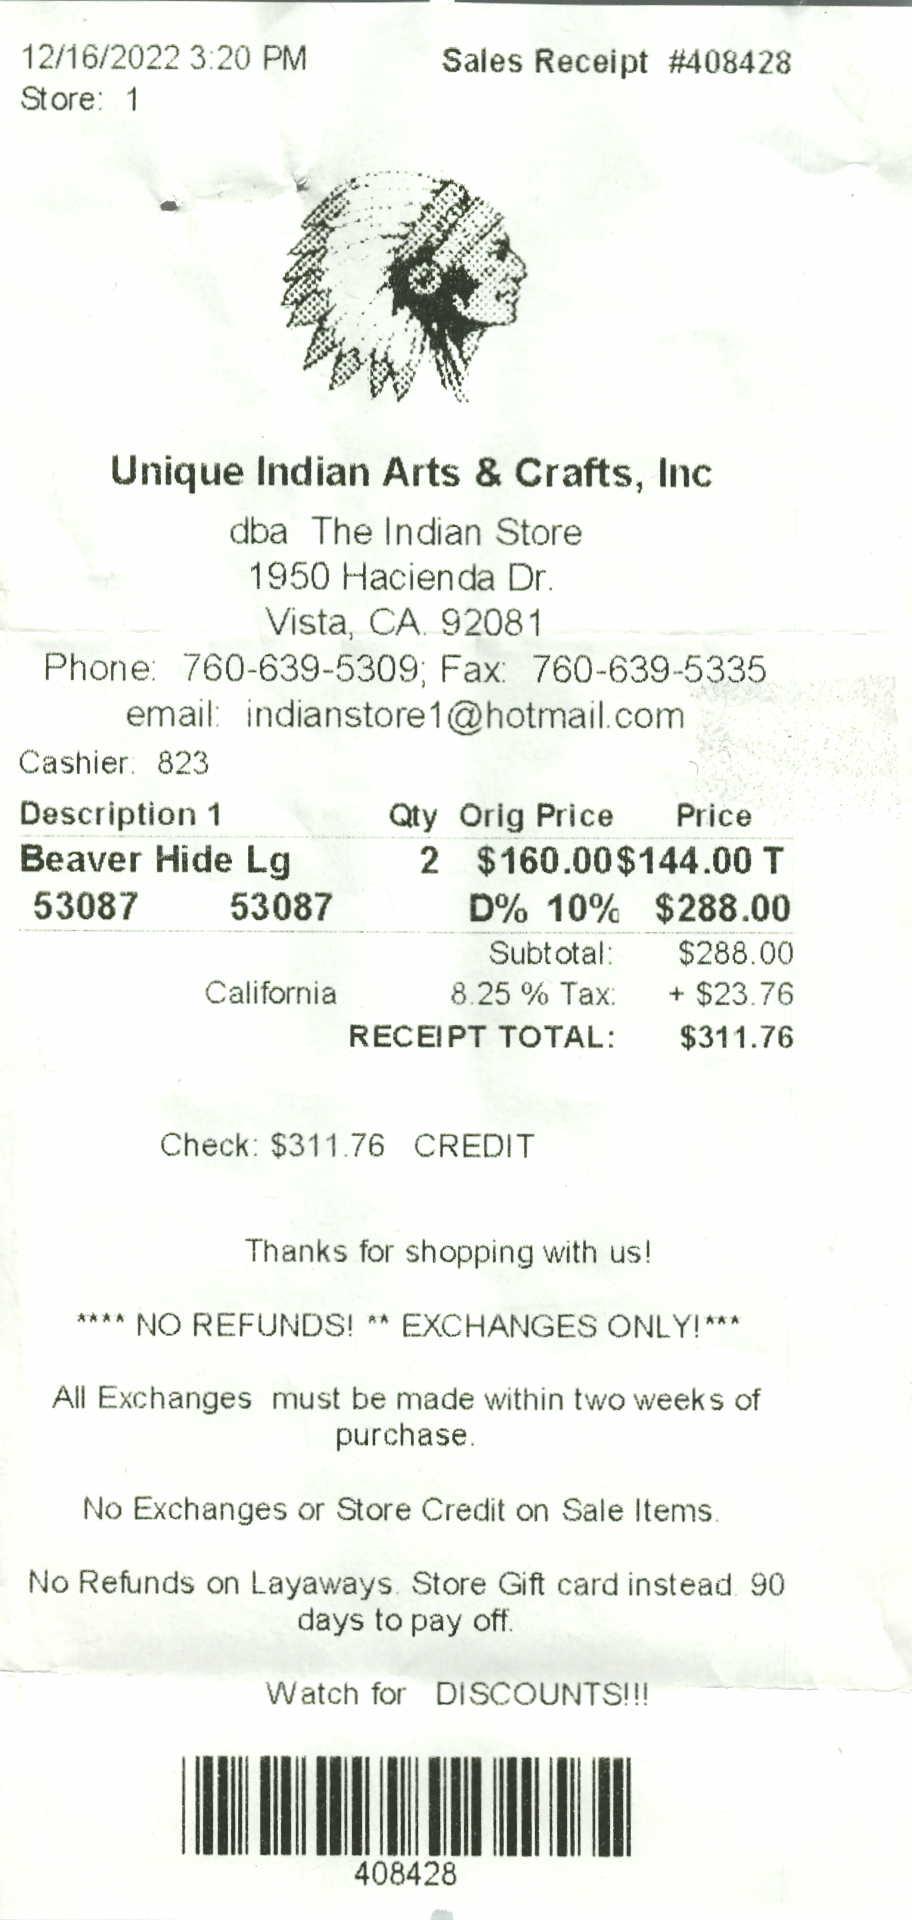 12/16/2022 3:20 PM Sales Receipt #408428
Store: 1
Unique Indian Arts & Crafts, Inc
dba The Indian Store
1950 Hacienda Dr.
Vista, CA. 92081
Phone: 760-639-5309; Fax: 760-639-5335
email: indianstore1@hotmail.com
Cashier: 823
Description 1 Qty Orig Price Price
Beaver Hide Lg 2 $160.00 $144.00 T
53087 53087 D% 10% $288.00
Subtotal: $288.00
California 8.25 % Tax: + $23.76
RECEIPT TOTAL: $311.76
Check: $311.76 CREDIT
Thanks for shopping with us!
**** NO REFUNDS! ** EXCHANGES ONLY!***
All Exchanges must be made within two weeks of
purchase.
No Exchanges or Store Credit on Sale Items.
No Refunds on Layaways. Store Gift card instead. 90
days to pay off.
Watch for DISCOUNTS!!!
408428